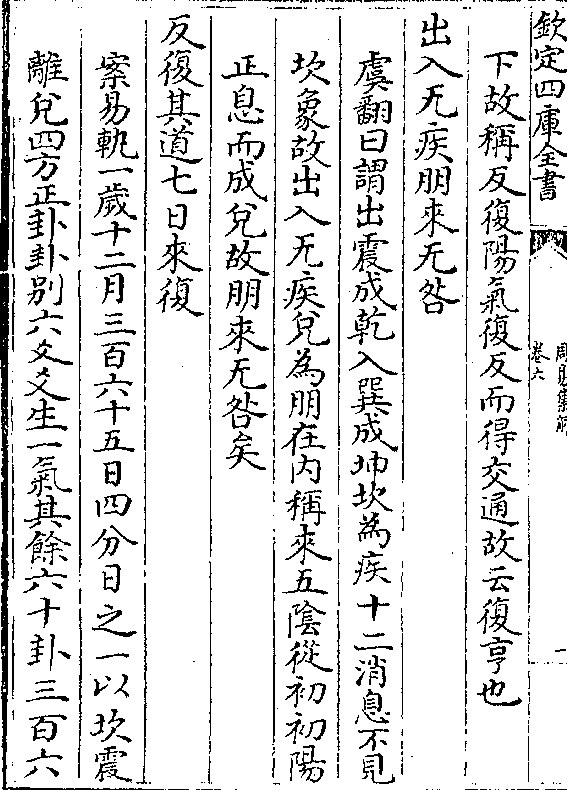 欽定四庫全書
周易集解
卷六
一
下故稱反復陽氣復反而得交通故云復亨也
出入无疾朋來无咎
虞翻曰謂出震成乾入巽成坤坎為疾十二消息不見
坎象故出入无疾兌為朋在内稱來五陰從初初陽
正息而成兌故朋來无咎矣
反復其道七日來復
案易軌一歲十二月三百六十五日四分日之一以坎震
離兌四方正卦卦别六爻爻生一氣其餘六十卦三百六